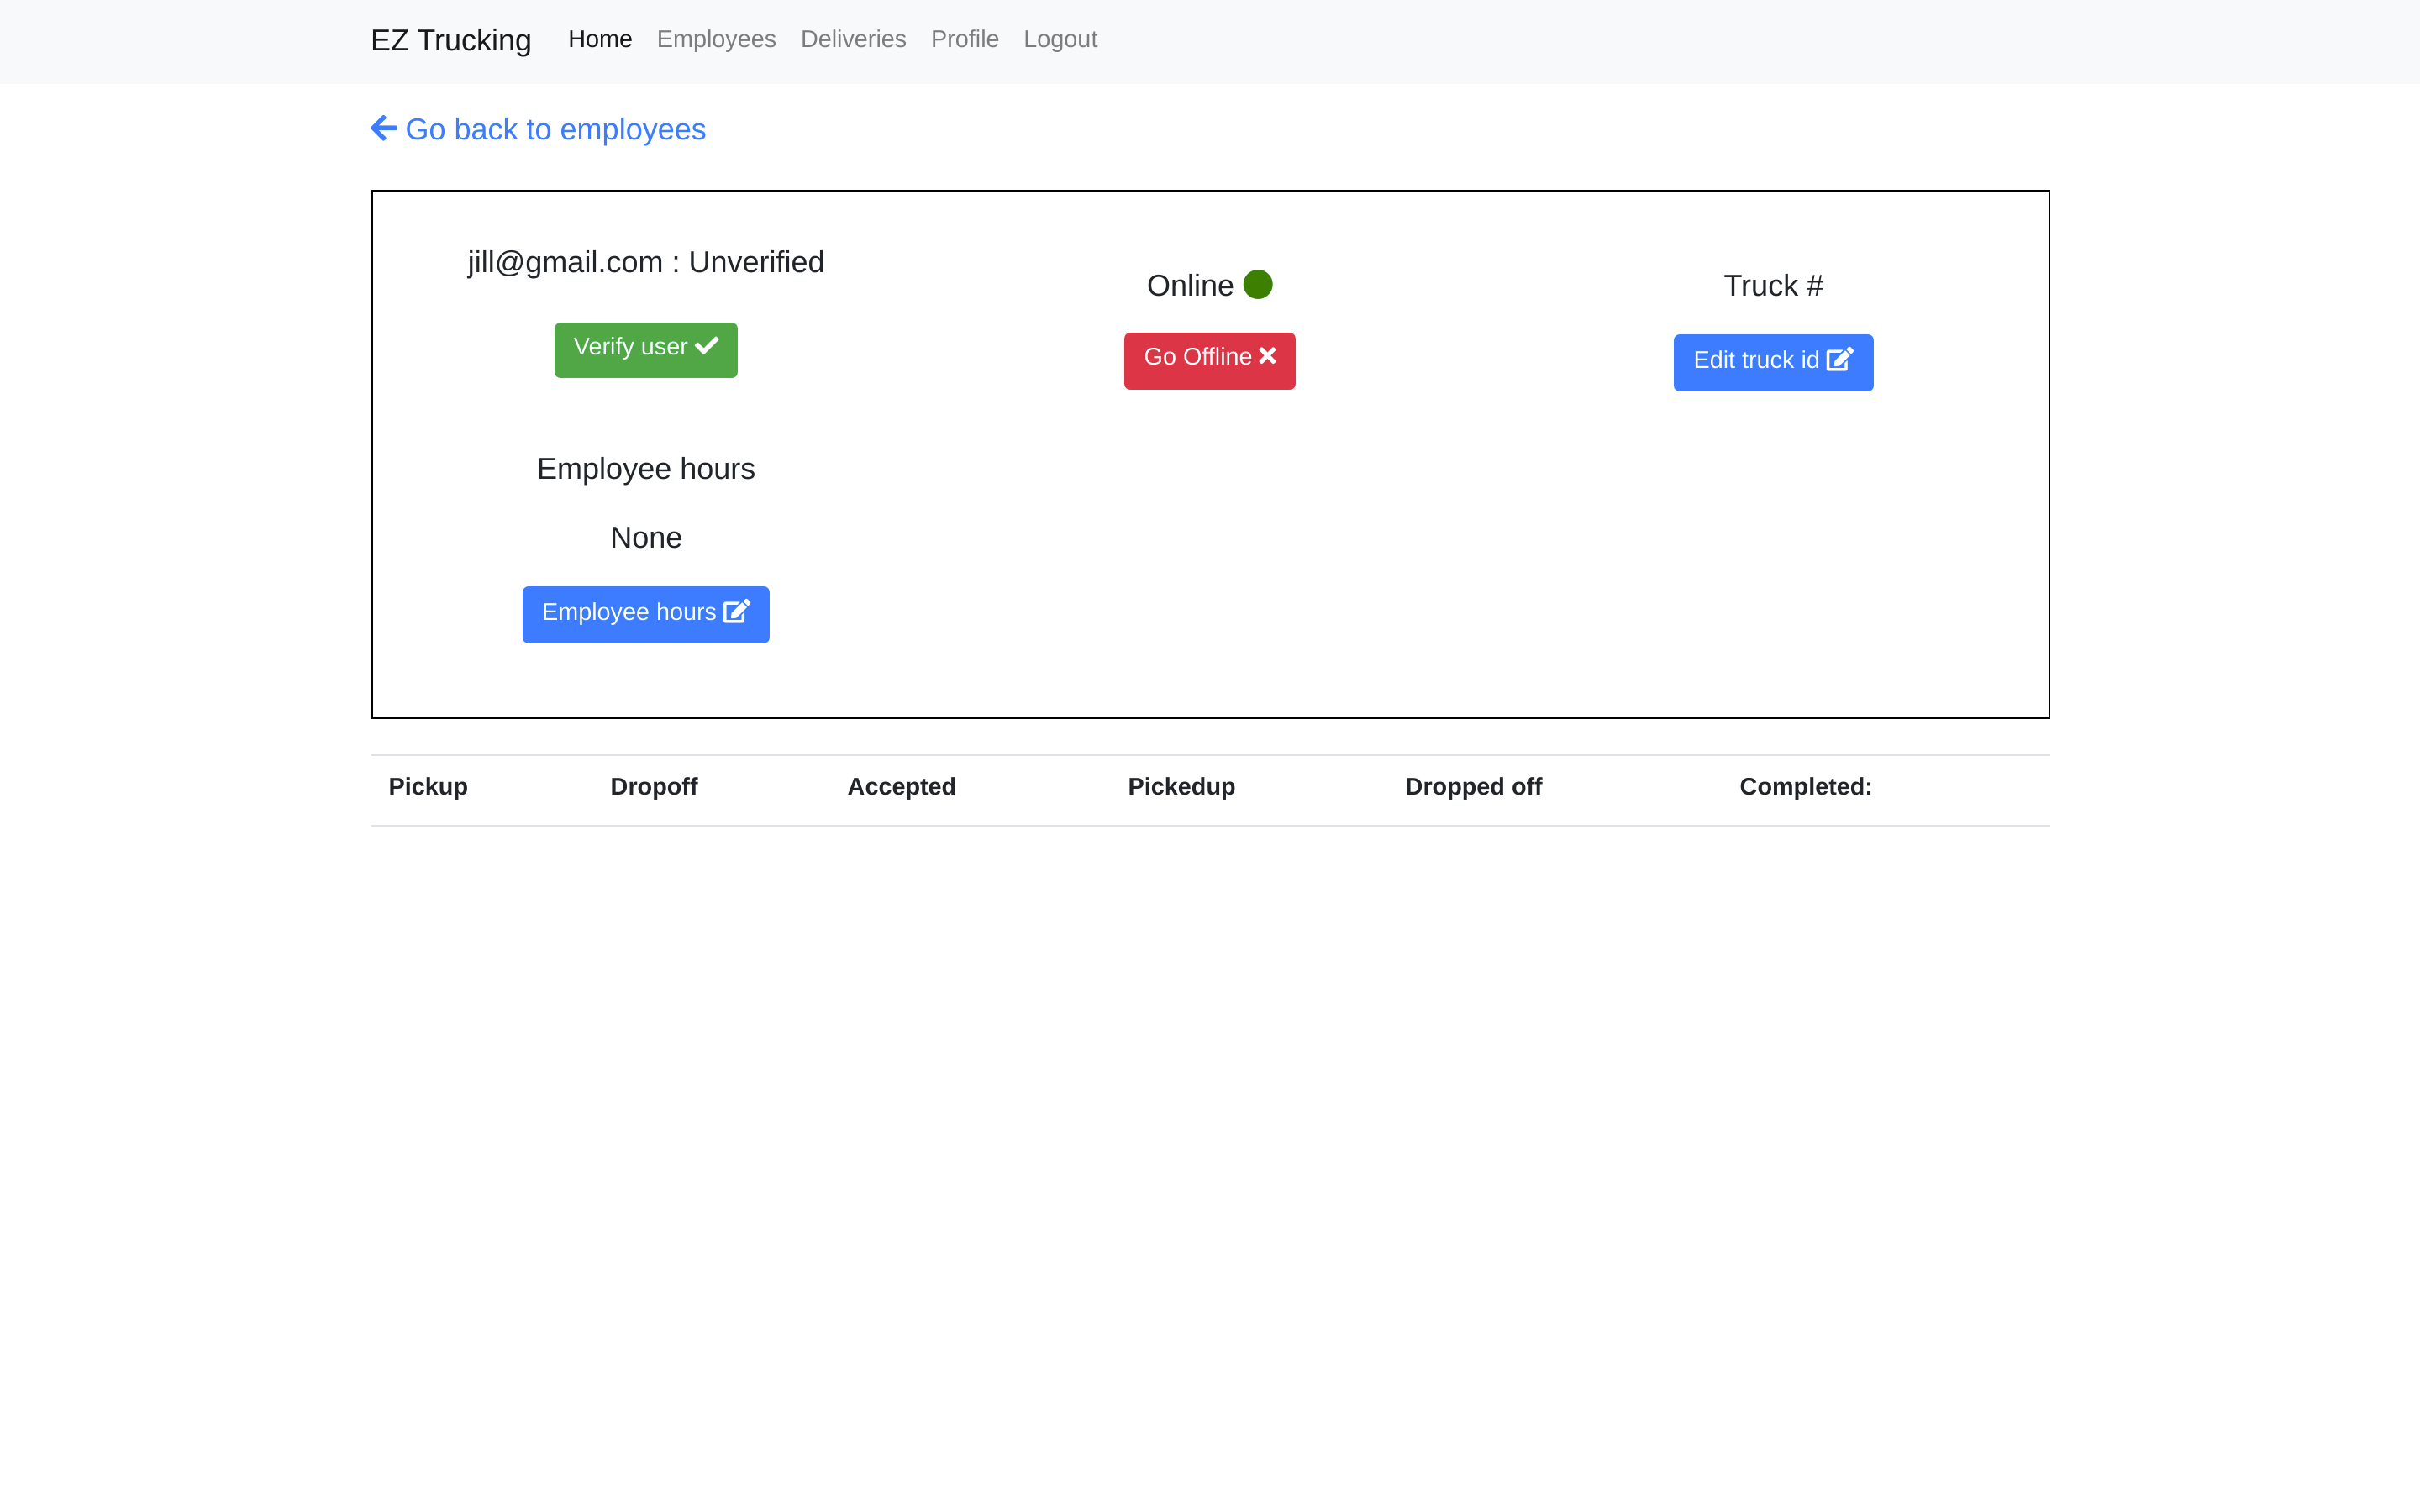 EZ Trucking Home Employees Deliveries Profile Logout
Go back to employees
jill@gmail.com : Unverified
Verify user
Online
Go Offline
Truck #
Edit truck id
Employee hours
None
Employee hours
Pickup Dropoff Accepted Pickedup Dropped off Completed: